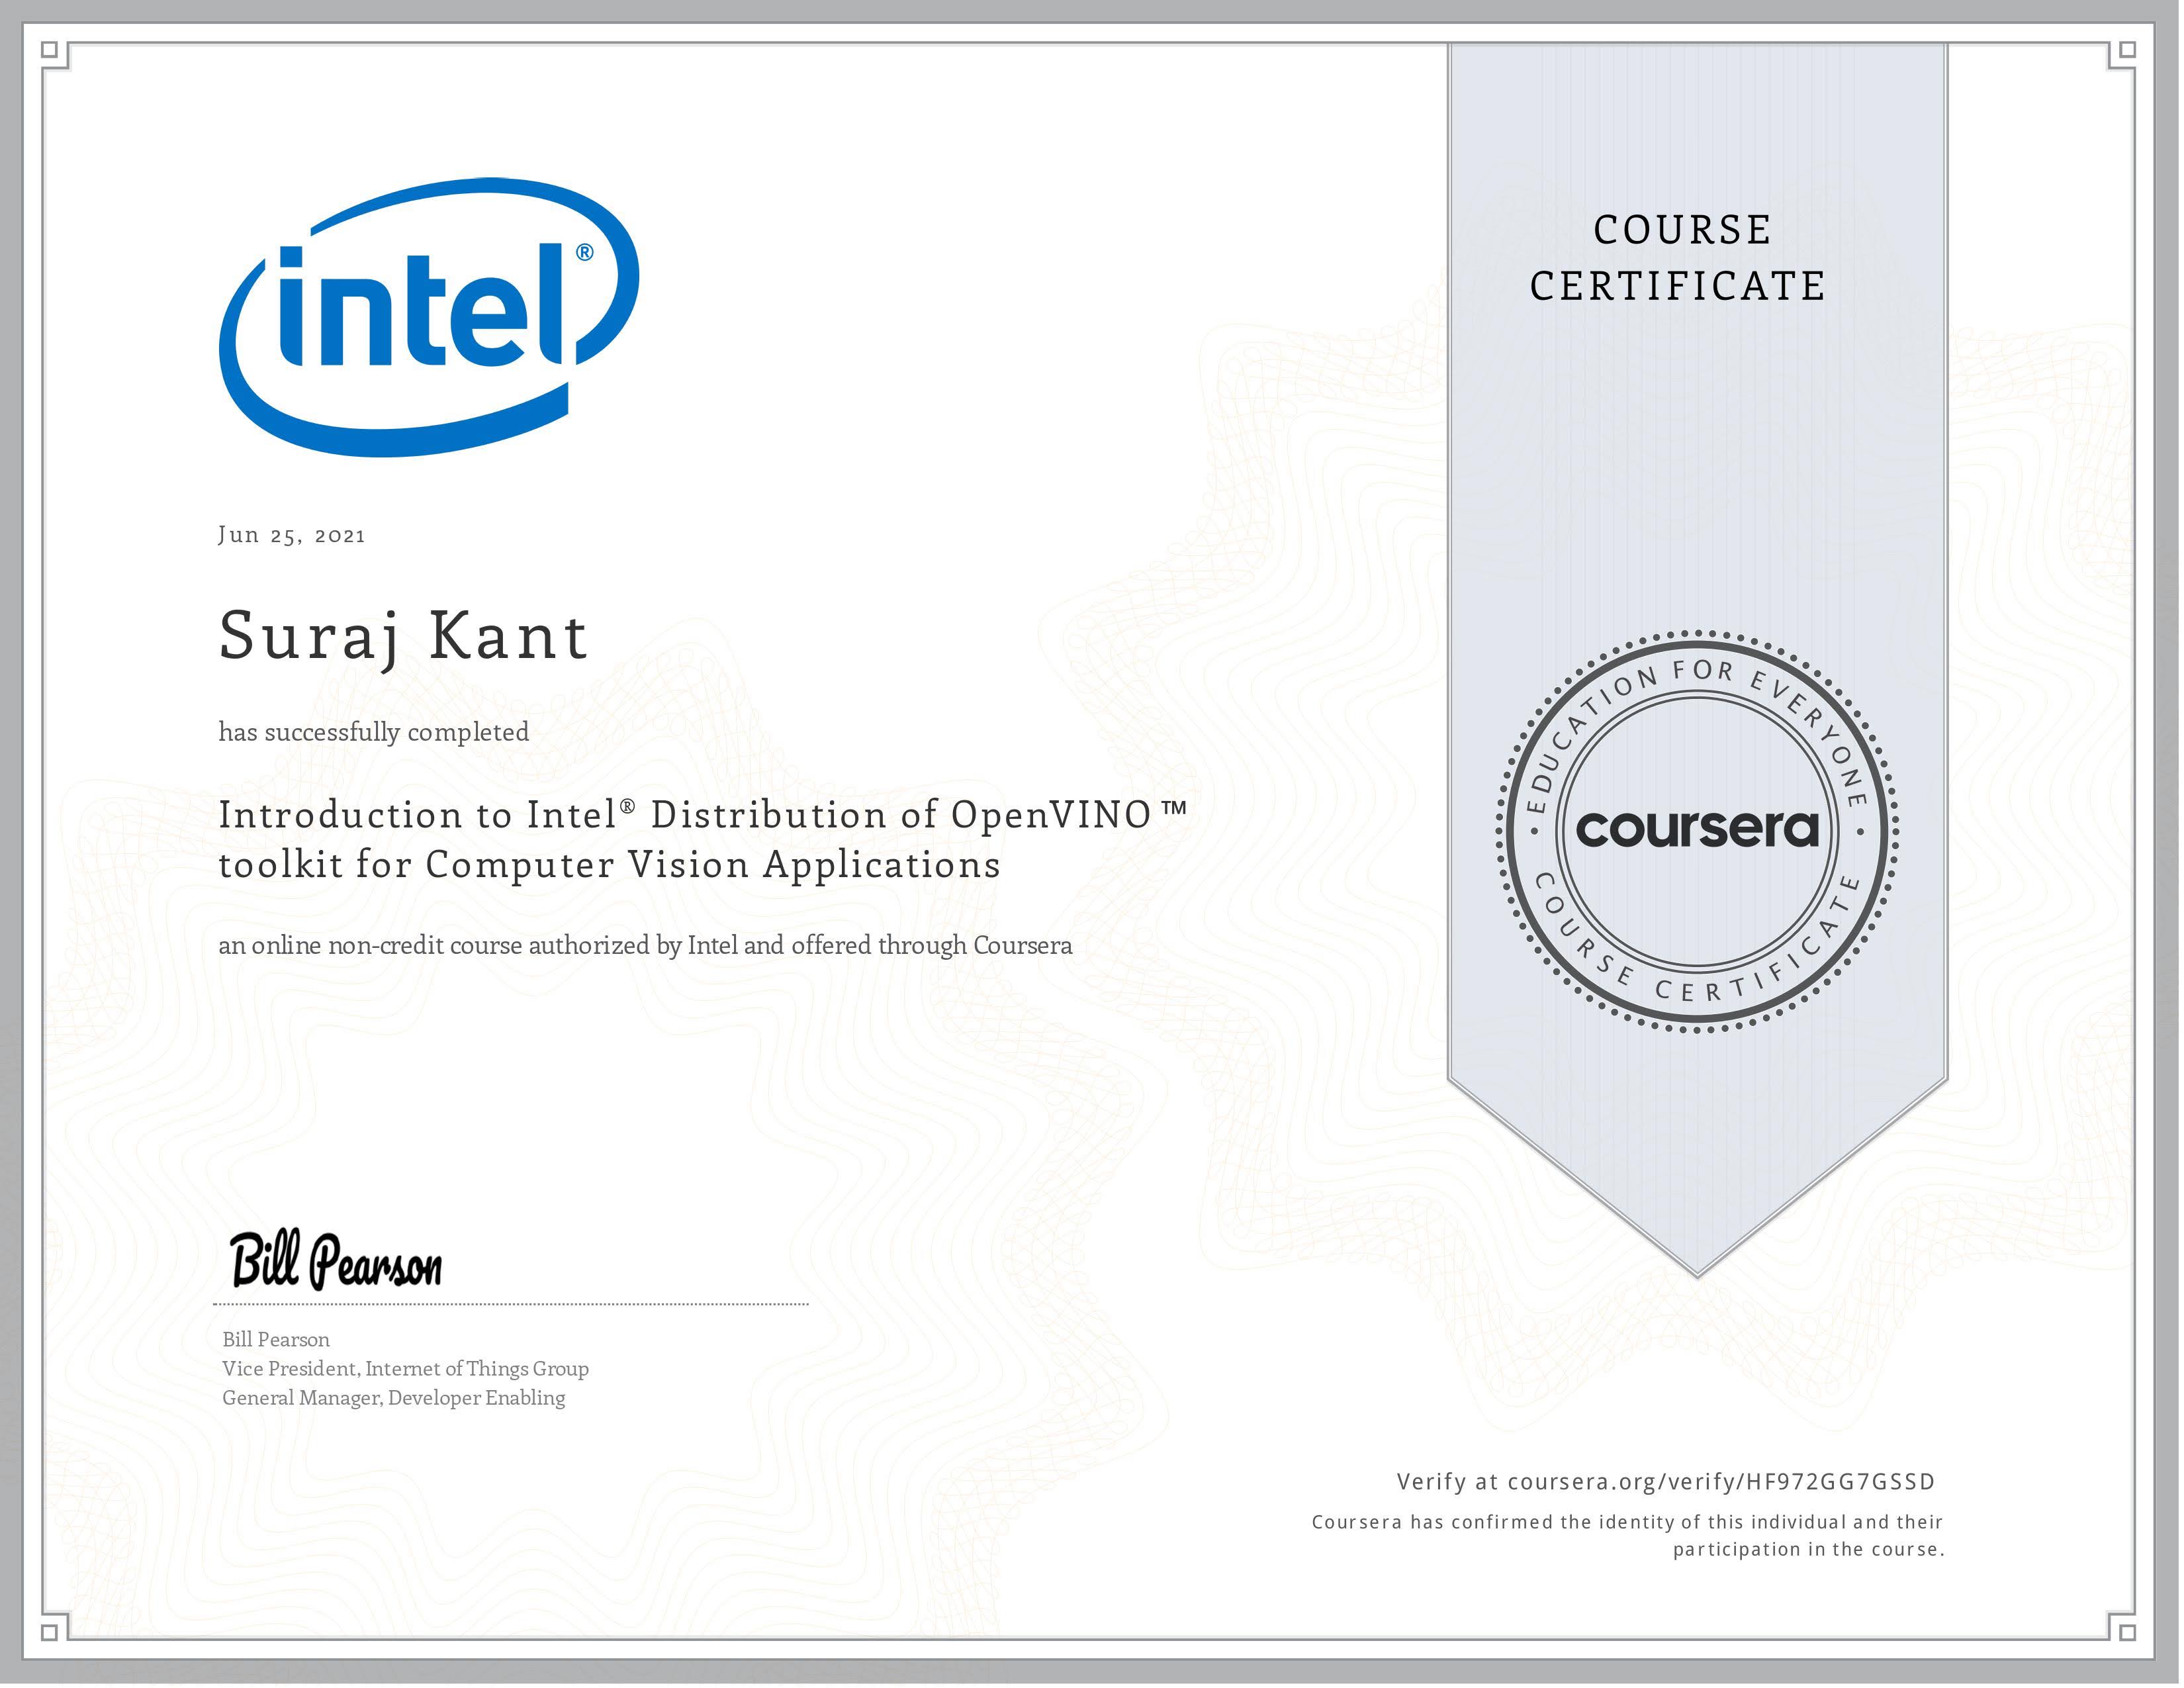 intel®
Jun 25, 2021
Suraj Kant
has successfully completed
Introduction to Intel® Distribution of OpenVINO™
toolkit for Computer Vision Applications
an online non-credit course authorized by Intel and offered through Coursera
Bill Pearson
Bill Pearson
Vice President, Internet of Things Group
General Manager, Developer Enabling
COURSE
CERTIFICATE
• EDUCATION FOR EVERYONE •
coursera
COURSE CERTIFICATE
Verify at coursera.org/verify/HF972GG7GSSD
Coursera has confirmed the identity of this individual and their
participation in the course.